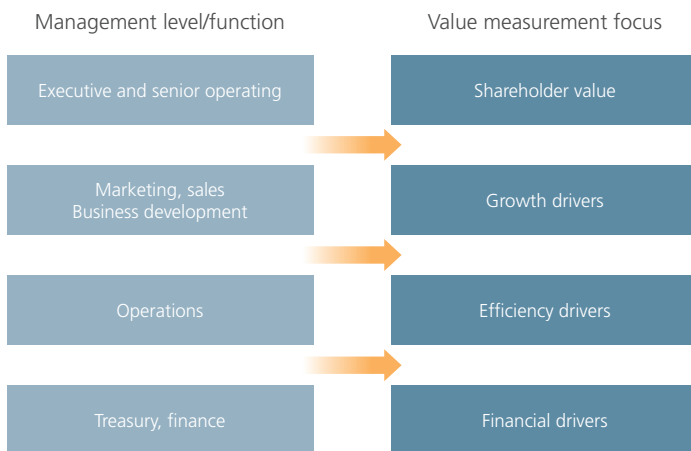 Management level/function
Value measurement focus
Executive and senior operating
Shareholder value
Marketing, sales
Business development
Growth drivers
Operations
Efficiency drivers
Treasury, finance
Financial drivers